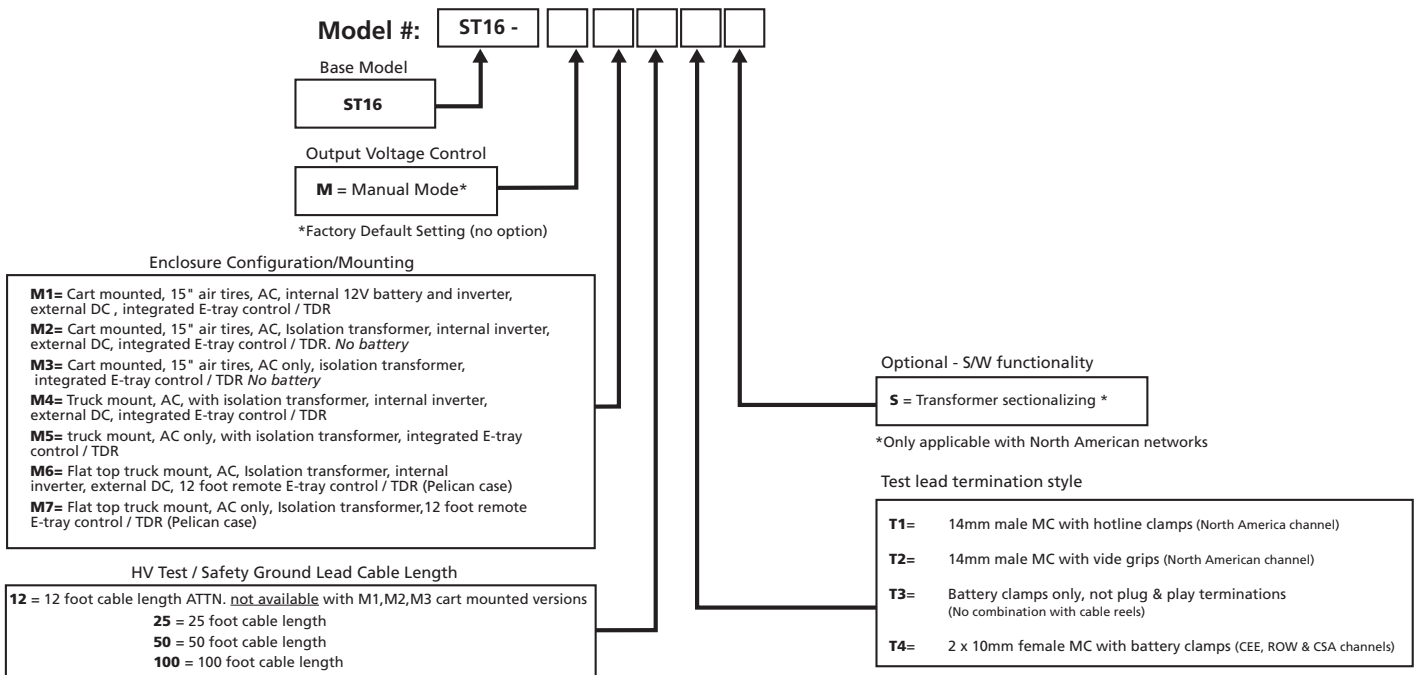 Model #: ST16 -
Base Model
ST16
Output Voltage Control
M = Manual Mode*
*Factory Default Setting (no option)
Enclosure Configuration/Mounting
M1= Cart mounted, 15" air tires, AC, internal 12V battery and inverter,
external DC , integrated E-tray control / TDR
M2= Cart mounted, 15" air tires, AC, Isolation transformer, internal inverter,
external DC, integrated E-tray control / TDR. No battery
M3= Cart mounted, 15" air tires, AC only, isolation transformer,
integrated E-tray control / TDR No battery
M4= Truck mount, AC, with isolation transformer, internal inverter,
external DC, integrated E-tray control / TDR
M5= truck mount, AC only, with isolation transformer, integrated E-tray
control / TDR
M6= Flat top truck mount, AC, Isolation transformer, internal
inverter, external DC, 12 foot remote E-tray control / TDR (Pelican case)
M7= Flat top truck mount, AC only, Isolation transformer,12 foot remote
E-tray control / TDR (Pelican case)
HV Test / Safety Ground Lead Cable Length
12 = 12 foot cable length ATTN. not available with M1,M2,M3 cart mounted versions
25 = 25 foot cable length
50 = 50 foot cable length
100 = 100 foot cable length
Optional - S/W functionality
S = Transformer sectionalizing *
*Only applicable with North American networks
Test lead termination style
T1= 14mm male MC with hotline clamps (North America channel)
T2= 14mm male MC with vide grips (North American channel)
T3= Battery clamps only, not plug & play terminations
(No combination with cable reels)
T4= 2 x 10mm female MC with battery clamps (CEE, ROW & CSA channels)